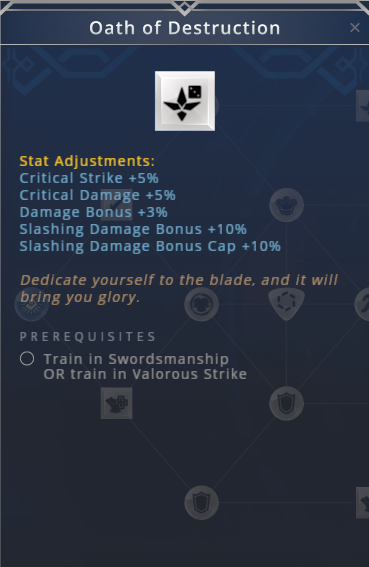 Oath of Destruction
Stat Adjustments:
Critical Strike +5%
Critical Damage +5%
Damage Bonus +3%
Slashing Damage Bonus +10%
Slashing Damage Bonus Cap +10%
Dedicate yourself to the blade, and it will
bring you glory.
PREREQUISITES
Train in Swordsmanship
OR train in Valorous Strike